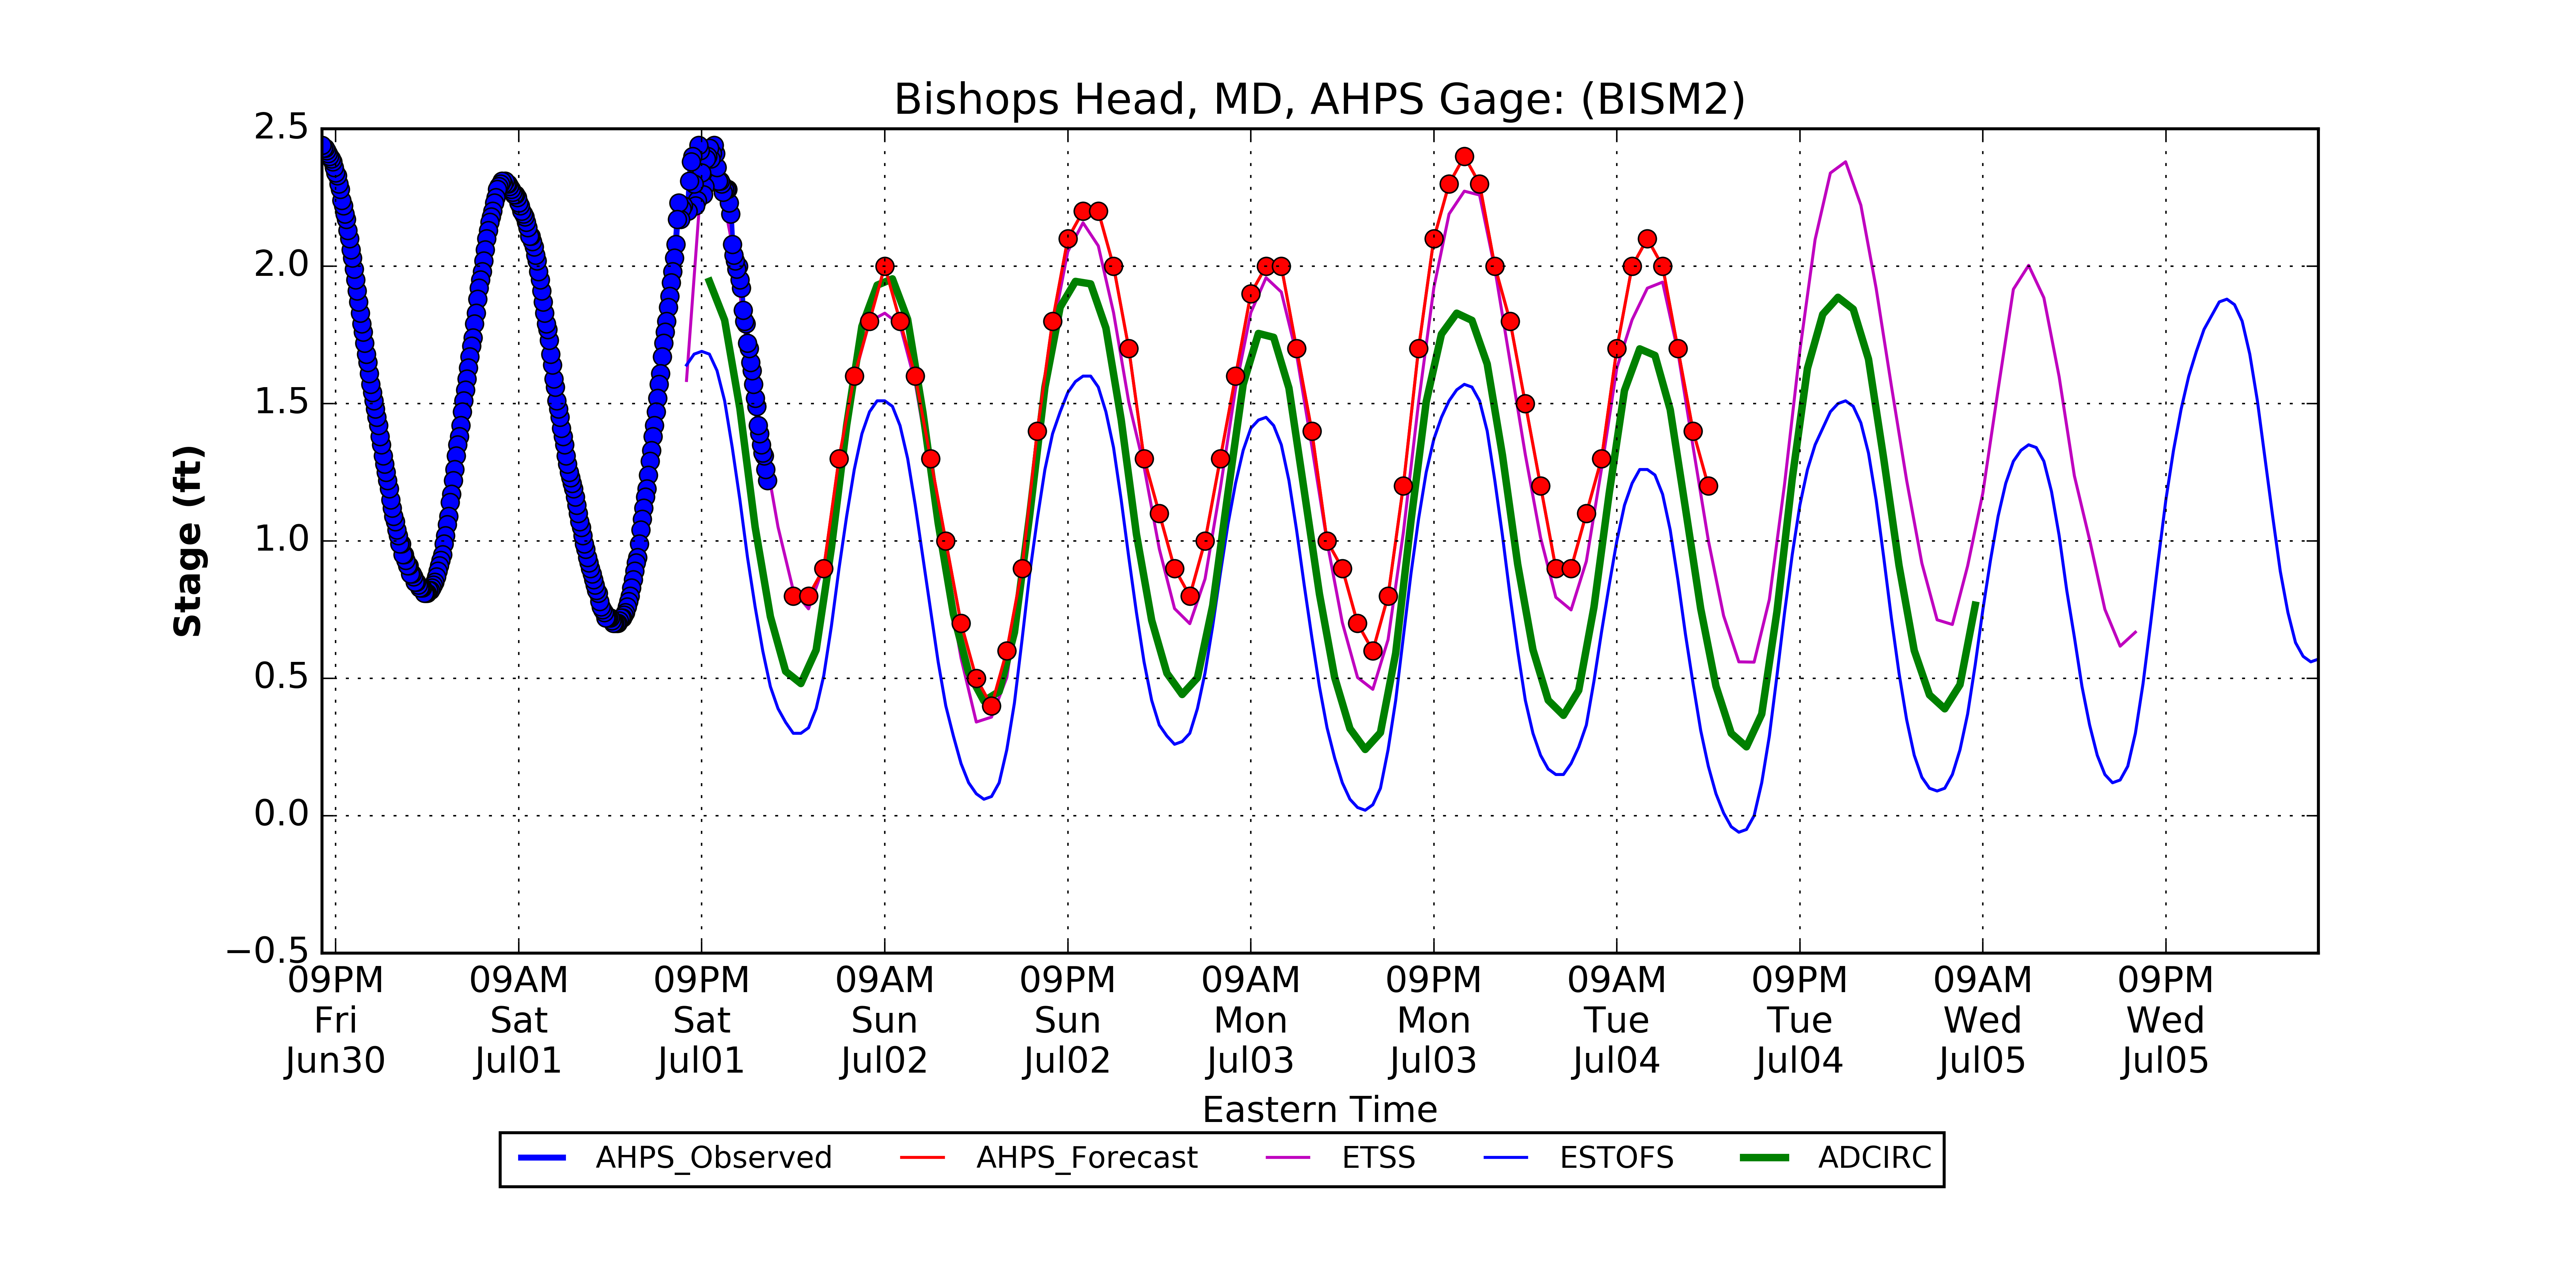 Bishops Head, MD, AHPS Gage: (BISM2)
Stage (ft)
2.5
2.0
1.5
1.0
0.5
0.0
−0.5
09PM 09AM 09PM 09AM 09PM 09AM 09PM 09AM 09PM 09AM 09PM
Fri Sat Sat Sun Sun Mon Mon Tue Tue Wed Wed
Jun30 Jul01 Jul01 Jul02 Jul02 Jul03 Jul03 Jul04 Jul04 Jul05 Jul05
Eastern Time
AHPS_Observed AHPS_Forecast ETSS ESTOFS ADCIRC